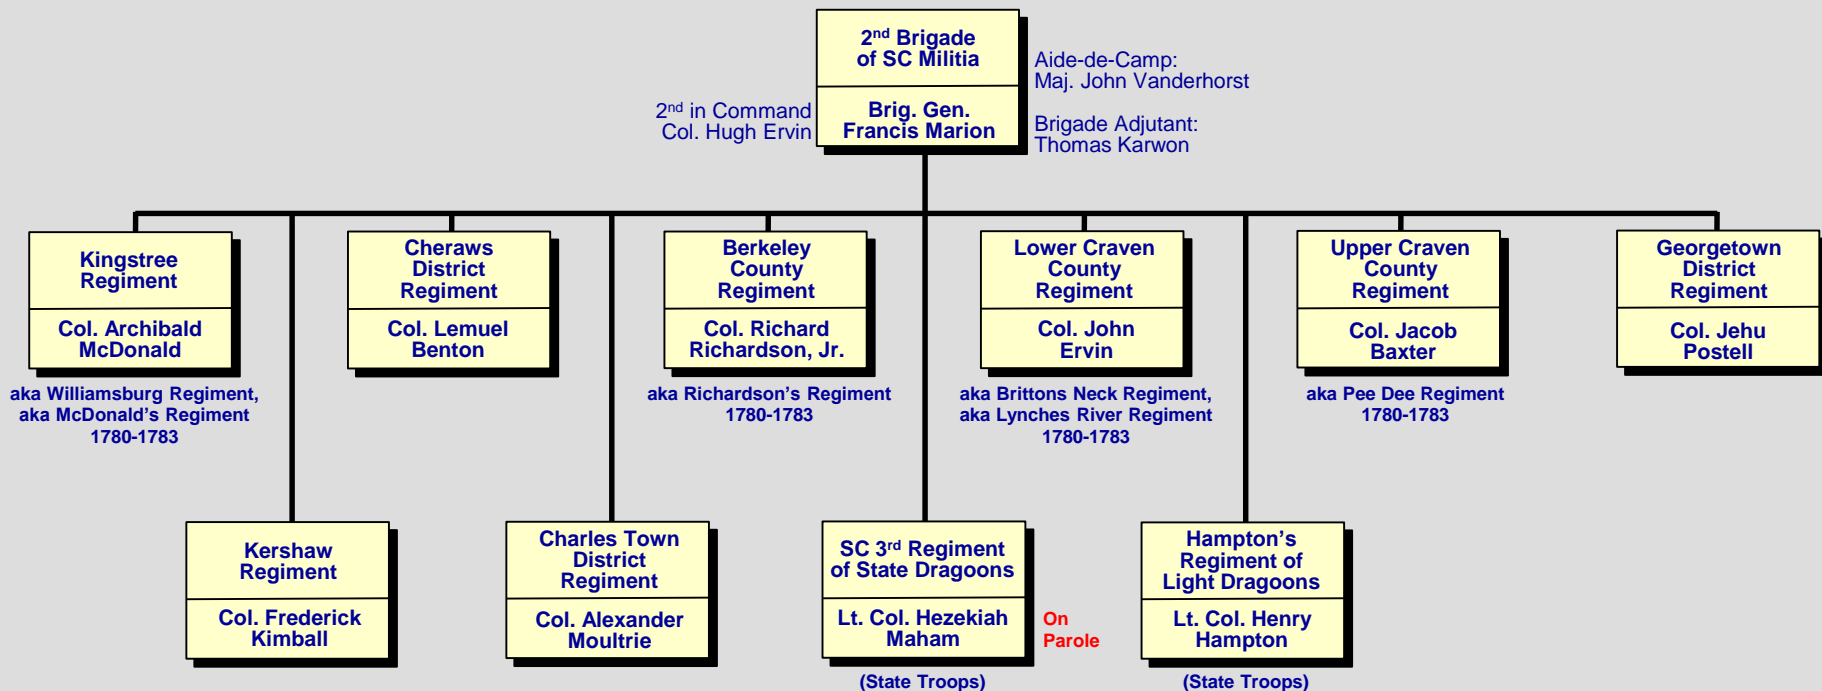 2nd Brigade
of SC Militia
Brig. Gen.
Francis Marion
2nd in Command
Col. Hugh Ervin
Aide-de-Camp:
Maj. John Vanderhorst
Brigade Adjutant:
Thomas Karwon
Kingstree
Regiment
Col. Archibald
McDonald
aka Williamsburg Regiment,
aka McDonald's Regiment
1780-1783
Cheraws
District
Regiment
Col. Lemuel
Benton
Berkeley
County
Regiment
Col. Richard
Richardson, Jr.
aka Richardson's Regiment
1780-1783
Lower Craven
County
Regiment
Col. John
Ervin
aka Brittons Neck Regiment,
aka Lynches River Regiment
1780-1783
Upper Craven
County
Regiment
Col. Jacob
Baxter
aka Pee Dee Regiment
1780-1783
Georgetown
District
Regiment
Col. Jehu
Postell
Kershaw
Regiment
Col. Frederick
Kimball
Charles Town
District
Regiment
Col. Alexander
Moultrie
SC 3rd Regiment
of State Dragoons
Lt. Col. Hezekiah
Maham
On
Parole
(State Troops)
Hampton's
Regiment of
Light Dragoons
Lt. Col. Henry
Hampton
(State Troops)